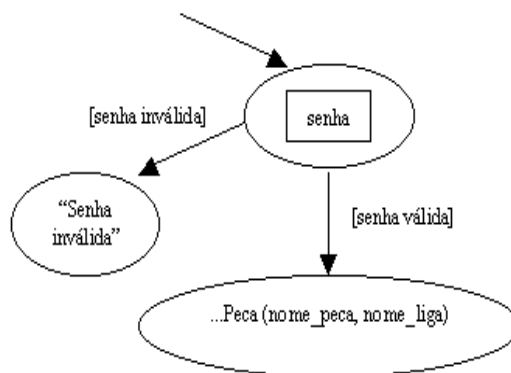 senha
[senha inválida]
“Senha
inválida”
[senha válida]
...Peca (nome_peca, nome_liga)